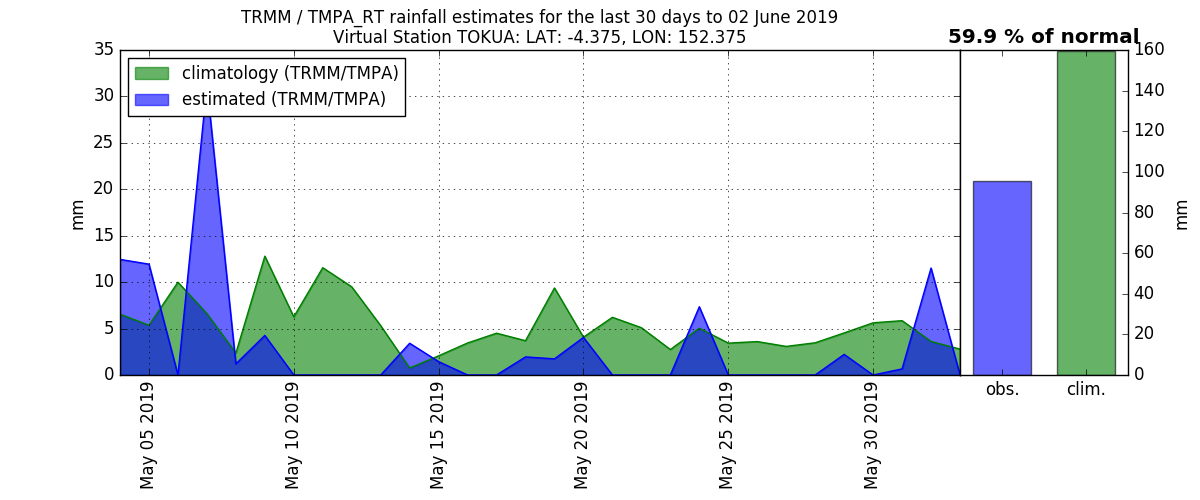 TRMM / TMPA_RT rainfall estimates for the last 30 days to 02 June 2019
Virtual Station TOKUA: LAT: -4.375, LON: 152.375
59.9 % of normal
climatology (TRMM/TMPA)
estimated (TRMM/TMPA)
35
30
25
20
15
10
5
0
mm
May 05 2019
May 10 2019
May 15 2019
May 20 2019
May 25 2019
May 30 2019
obs.
clim.
160
140
120
100
80
60
40
20
0
mm